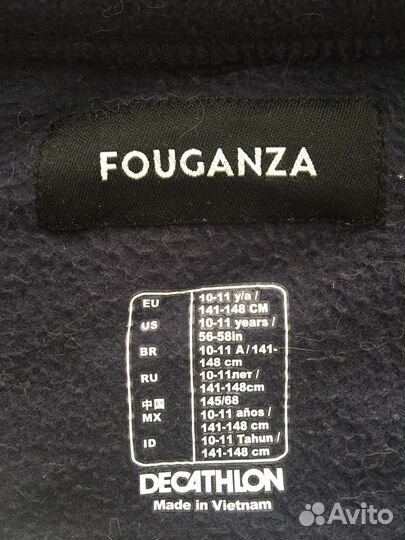 FOUGANZA
EU 10-11 y/a /
141-148 CM
US 10-11 years /
56-58in
BR 10-11 A / 141-
148 cm
RU 10-11лет /
141-148cm
中国 145/68
MX 10-11 años /
141-148 cm
ID 10-11 Tahun /
141-148 cm
DECATHLON
Made in Vietnam
Avito